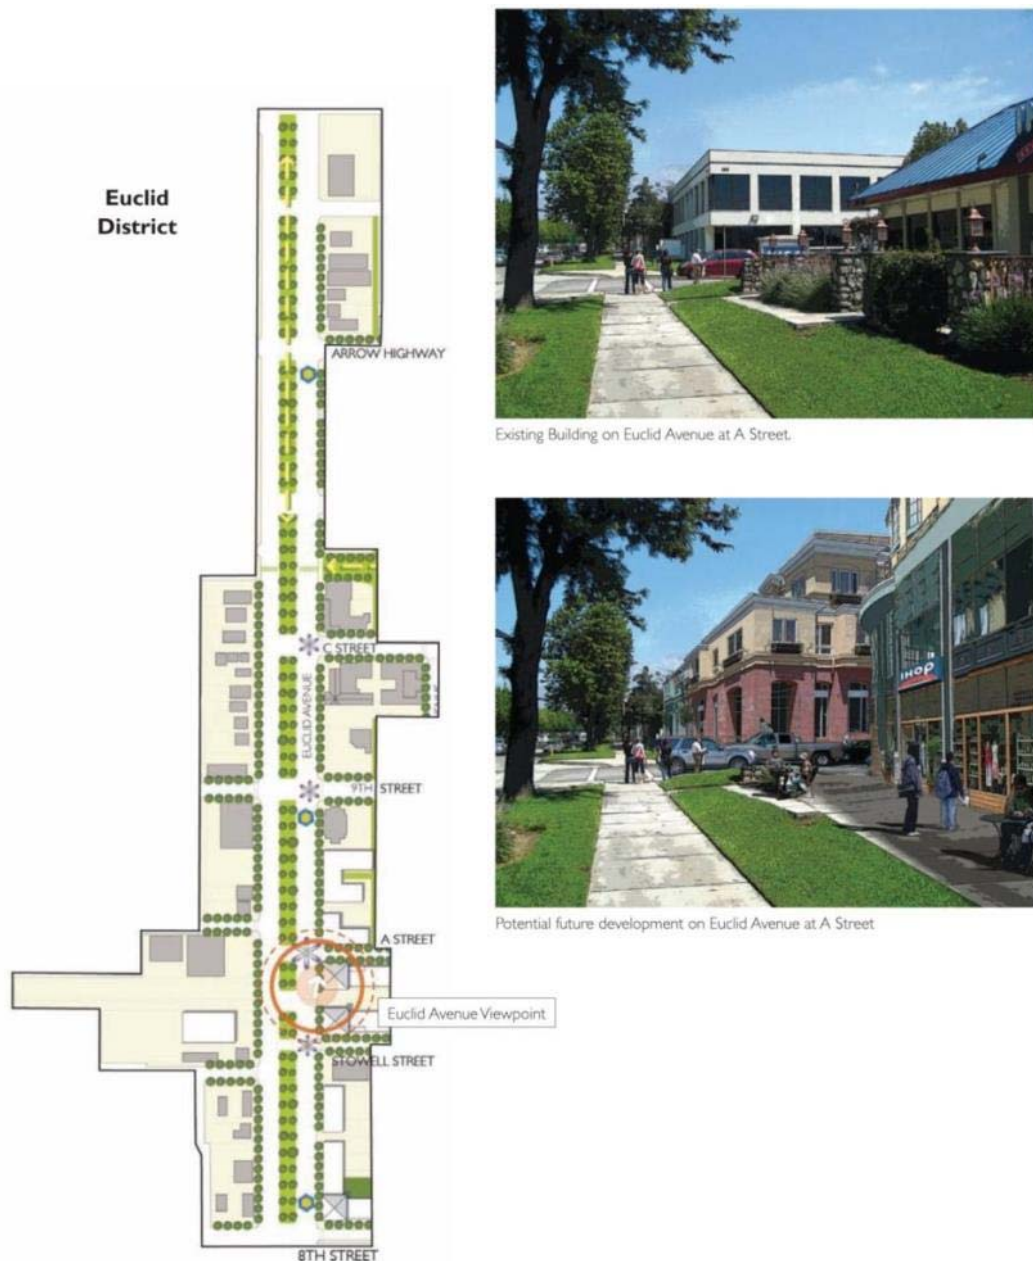 Euclid
District
ARROW HIGHWAY
C STREET
EUCLID AVENUE
9TH STREET
A STREET
Euclid Avenue Viewpoint
STOWELL STREET
8TH STREET
Existing Building on Euclid Avenue at A Street.
SHOP
Potential future development on Euclid Avenue at A Street